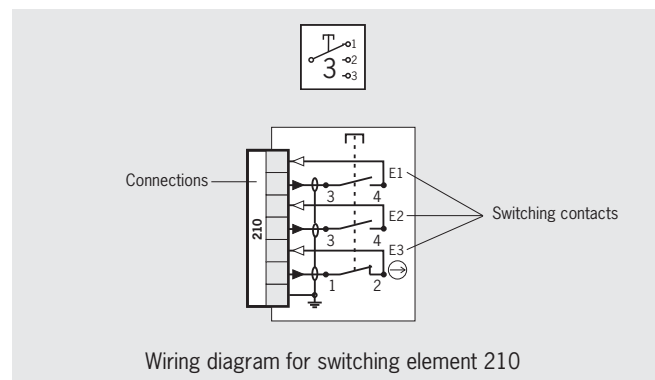 1
2
3
3
Connections
210
E1
3 4
E2
3 4
E3
1 2
Switching contacts
Wiring diagram for switching element 210